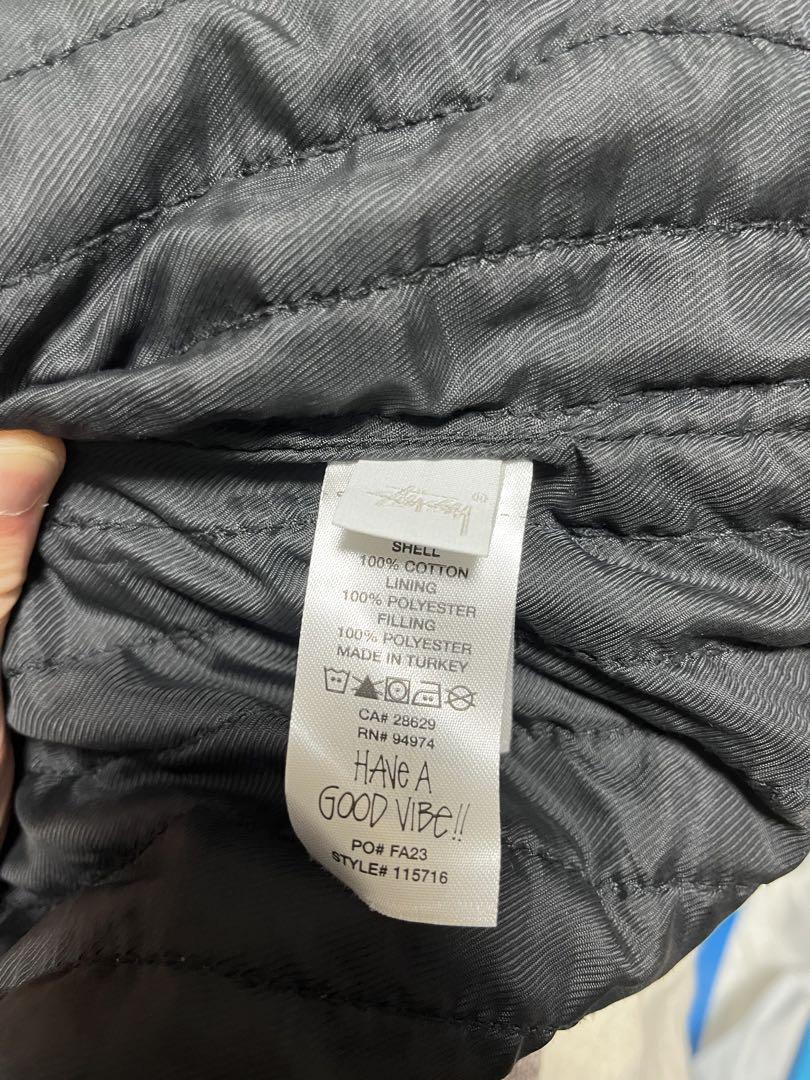 SHELL
100% COTTON
LINING
100% POLYESTER
FILLING
100% POLYESTER
MADE IN TURKEY
CA# 28629
RN# 94974
HAVE A
GOOD VIBE!!
PO# FA23
STYLE# 115716